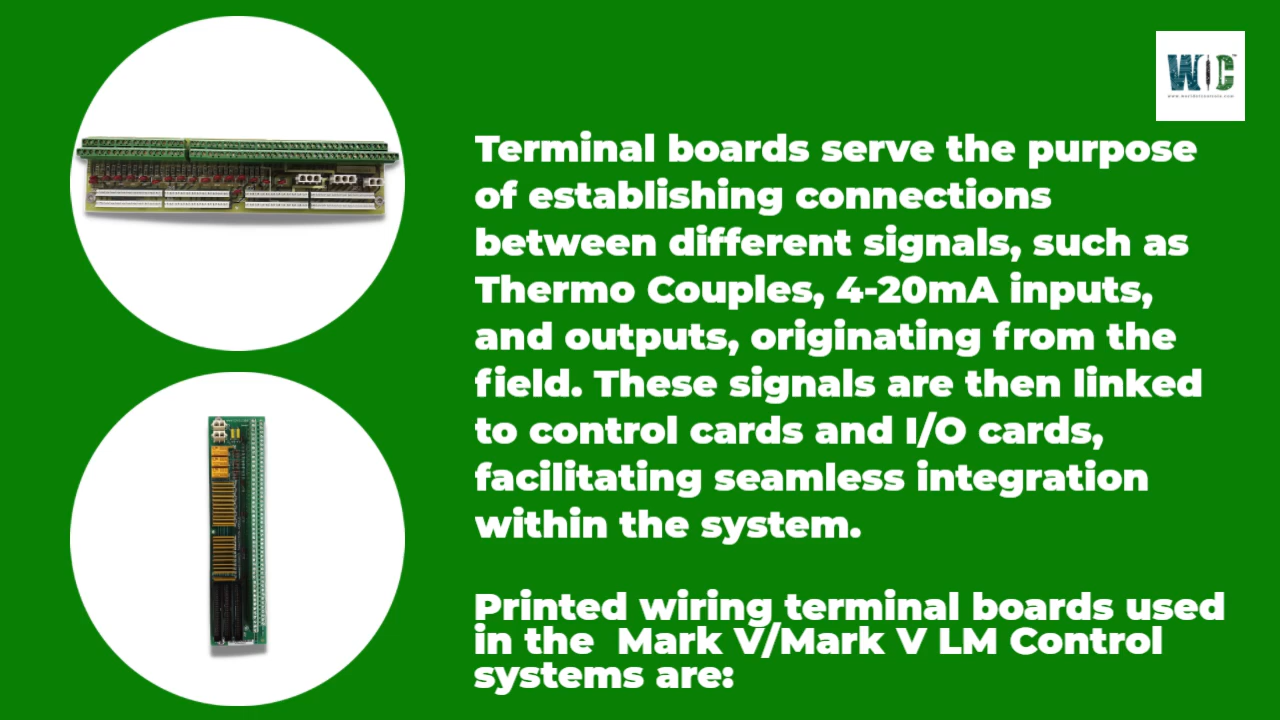 WIC
Terminal boards serve the purpose
of establishing connections
between different signals, such as
Thermo Couples, 4-20mA inputs,
and outputs, originating from the
field. These signals are then linked
to control cards and I/O cards,
facilitating seamless integration
within the system.
Printed wiring terminal boards used
in the  Mark V/Mark V LM Control
systems are: